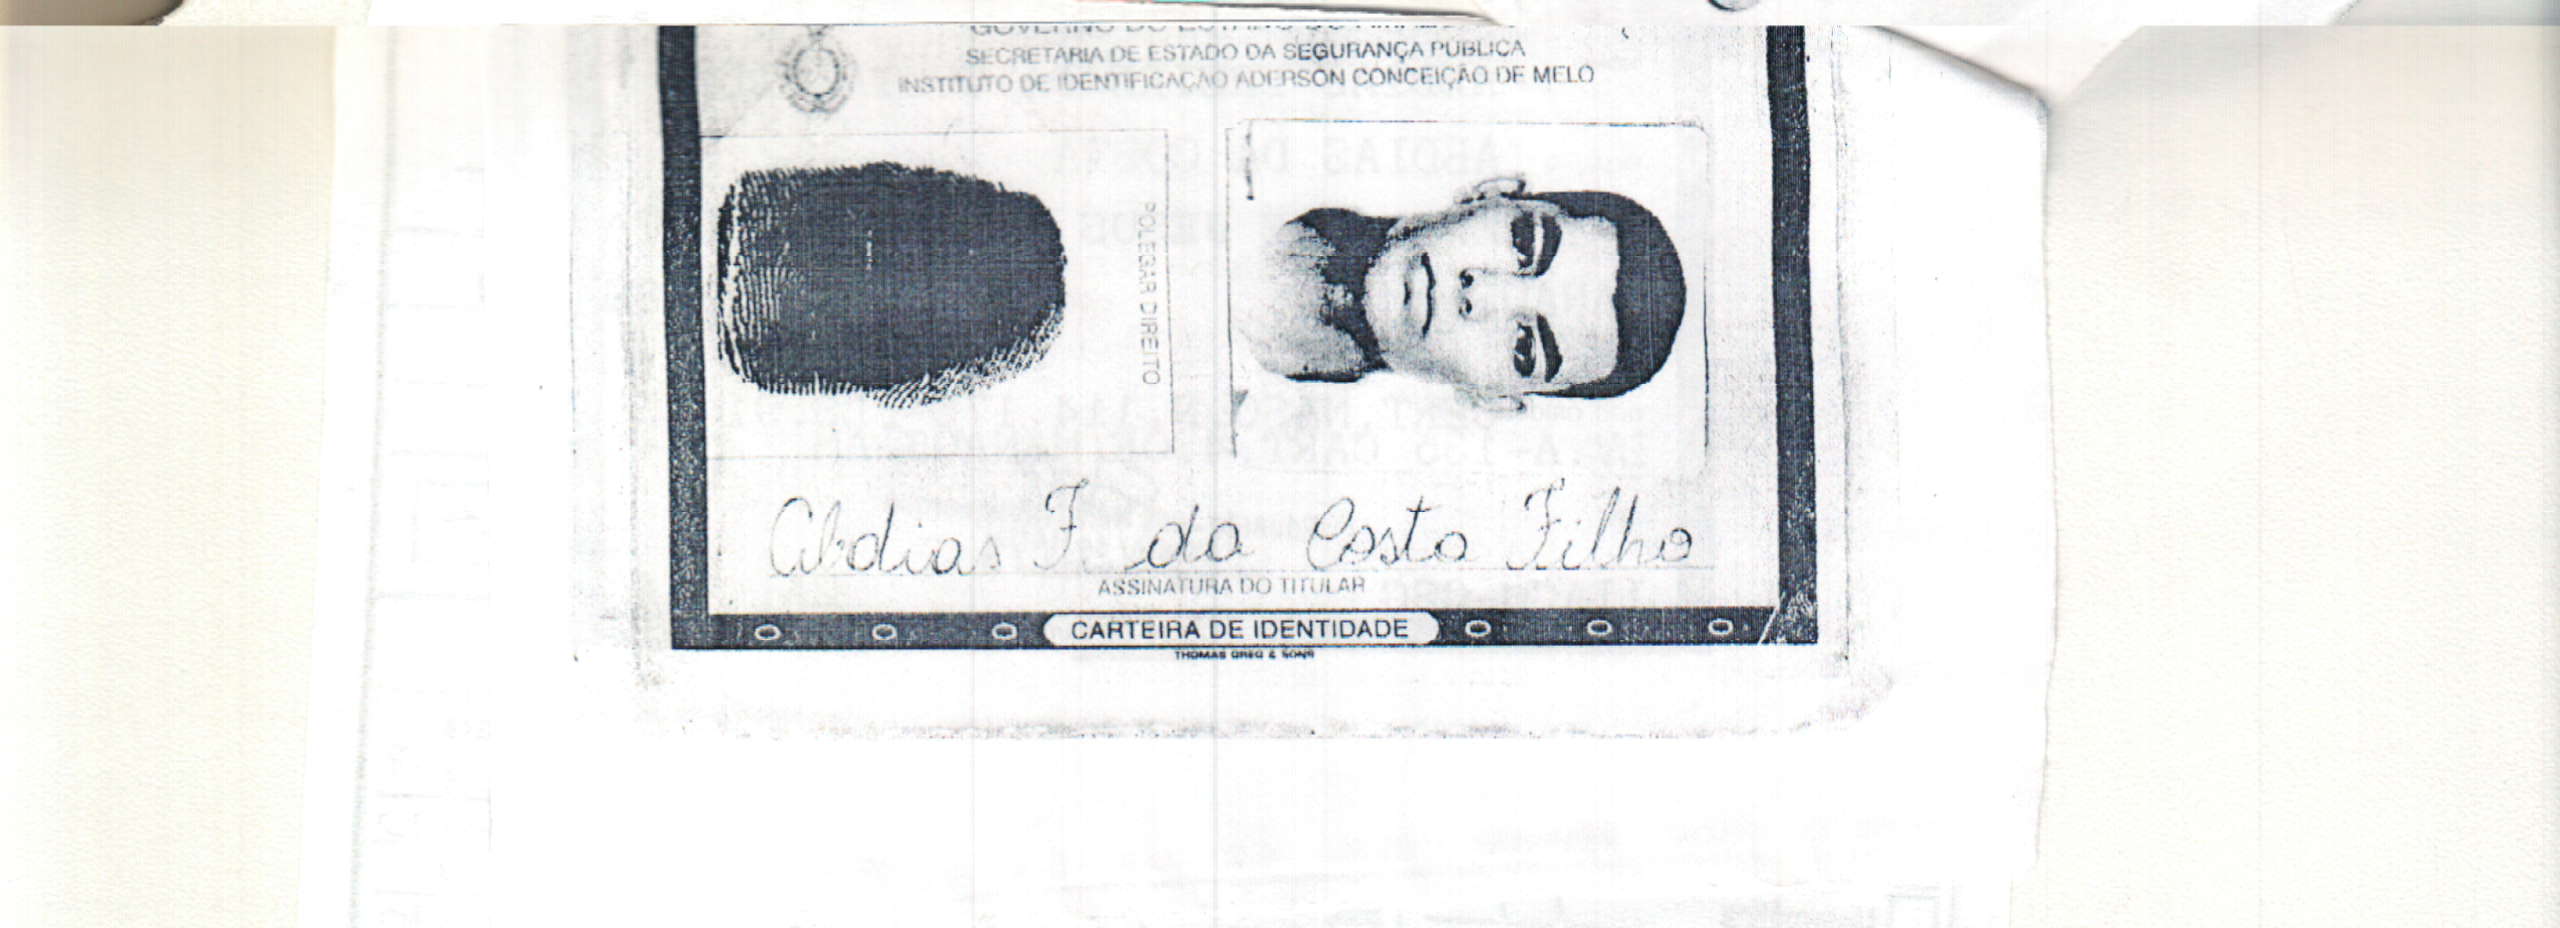 SECRETARIA DE ESTADO DA SEGURANÇA PÚBLICA
INSTITUTO DE IDENTIFICAÇÃO ADERSON CONCEIÇÃO DE MELO
POLEGAR DIREITO
Abdias F da Costa Filho
ASSINATURA DO TITULAR
CARTEIRA DE IDENTIDADE
THOMAS GREG & SONS